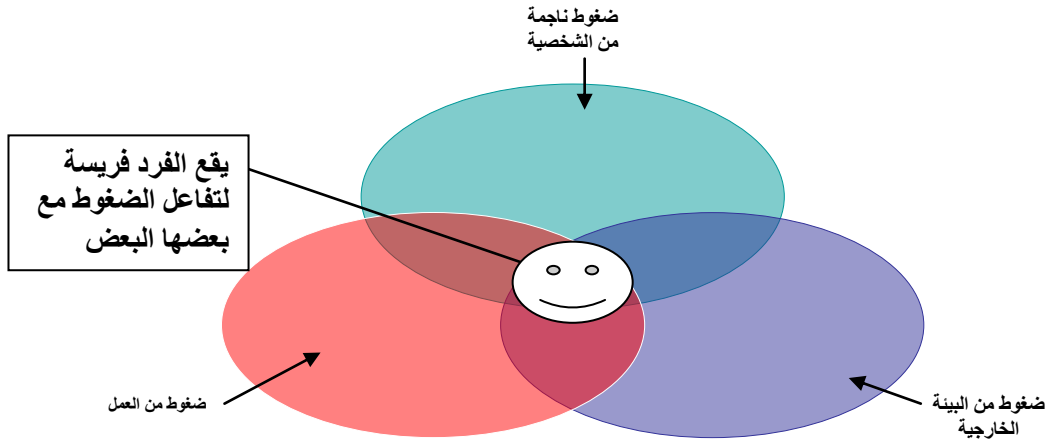 ضغوط ناجمة
من الشخصية
يقع الفرد فريسة
لتفاعل الضغوط مع
بعضها البعض
ضغوط من البيئة
الخارجية
ضغوط من العمل